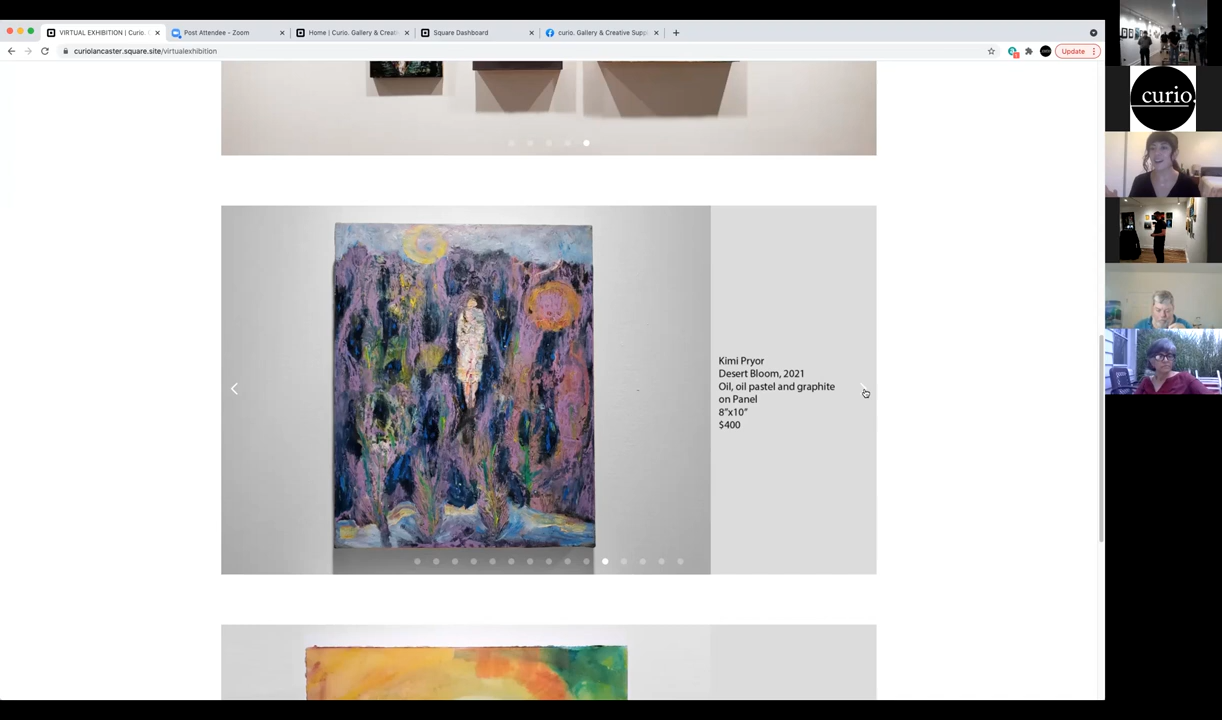 VIRTUAL EXHIBITION | Curio.
Post Attendee - Zoom
Home | Curio. Gallery & Creati
Square Dashboard
curio. Gallery & Creative Supp
curiolancaster.square.site/virtualexhibition
Update
curio.
Kimi Pryor
Desert Bloom, 2021
Oil, oil pastel and graphite
on Panel
8"x10"
$400